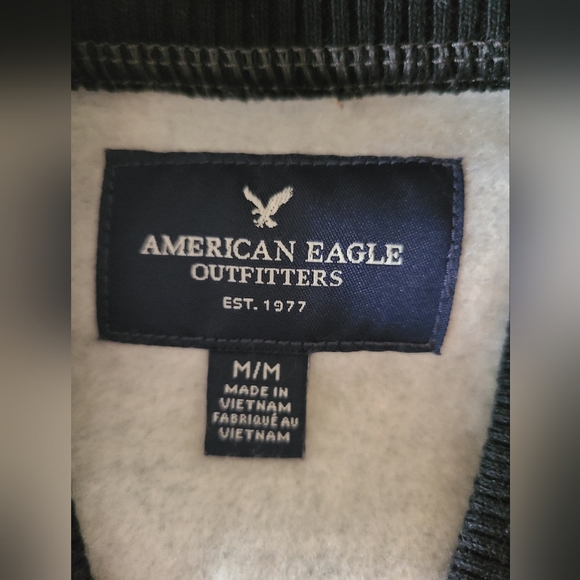 AMERICAN EAGLE
OUTFITTERS
EST. 1977
M/M
MADE IN
VIETNAM
FABRIQUÉ AU
VIETNAM